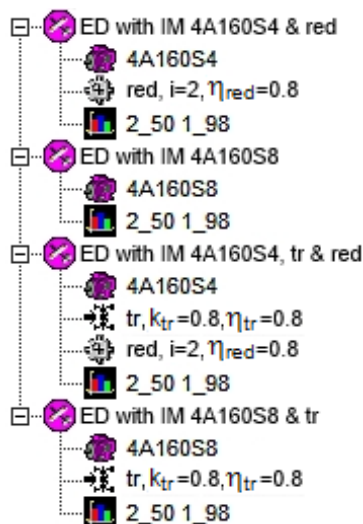 ED with IM 4A160S4 & red
4A160S4
red, i=2,ηred=0.8
2_50 1_98
ED with IM 4A160S8
4A160S8
2_50 1_98
ED with IM 4A160S4, tr & red
4A160S4
tr, ktr=0.8,ηtr=0.8
red, i=2,ηred=0.8
2_50 1_98
ED with IM 4A160S8 & tr
4A160S8
tr, ktr=0.8,ηtr=0.8
2_50 1_98